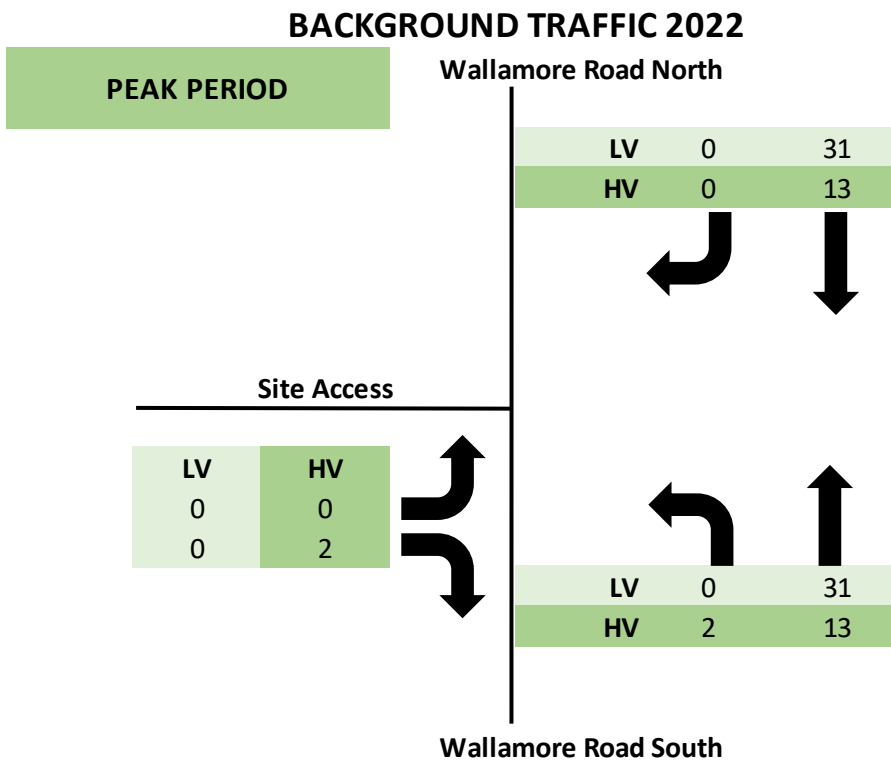 BACKGROUND TRAFFIC 2022
PEAK PERIOD
Wallamore Road North
LV 0 31
HV 0 13
Site Access
LV HV
0 0
0 2
LV 0 31
HV 2 13
Wallamore Road South